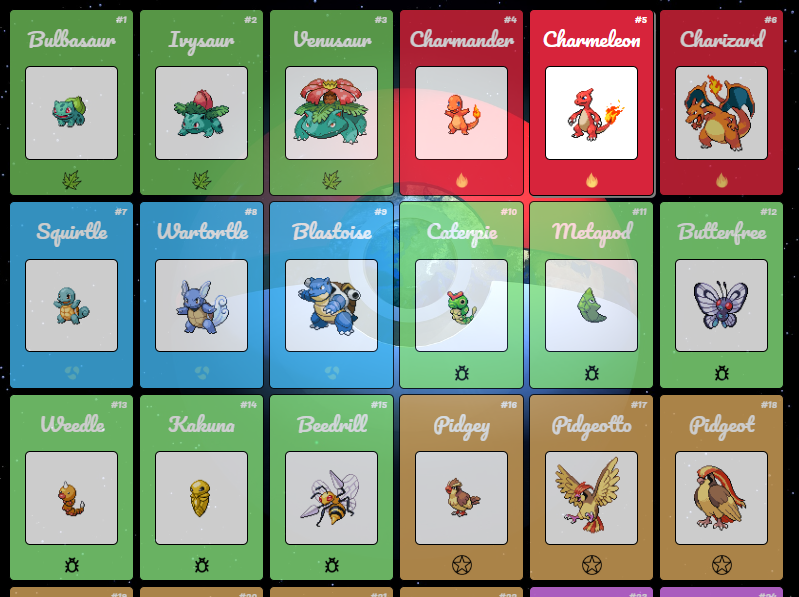 #1
Bulbasaur
#2
Ivysaur
#3
Venusaur
#4
Charmander
#5
Charmeleon
#6
Charizard
#7
Squirtle
#8
Wartortle
#9
Blastoise
#10
Caterpie
#11
Metapod
#12
Butterfree
#13
Weedle
#14
Kakuna
#15
Beedrill
#16
Pidgey
#17
Pidgeotto
#18
Pidgeot